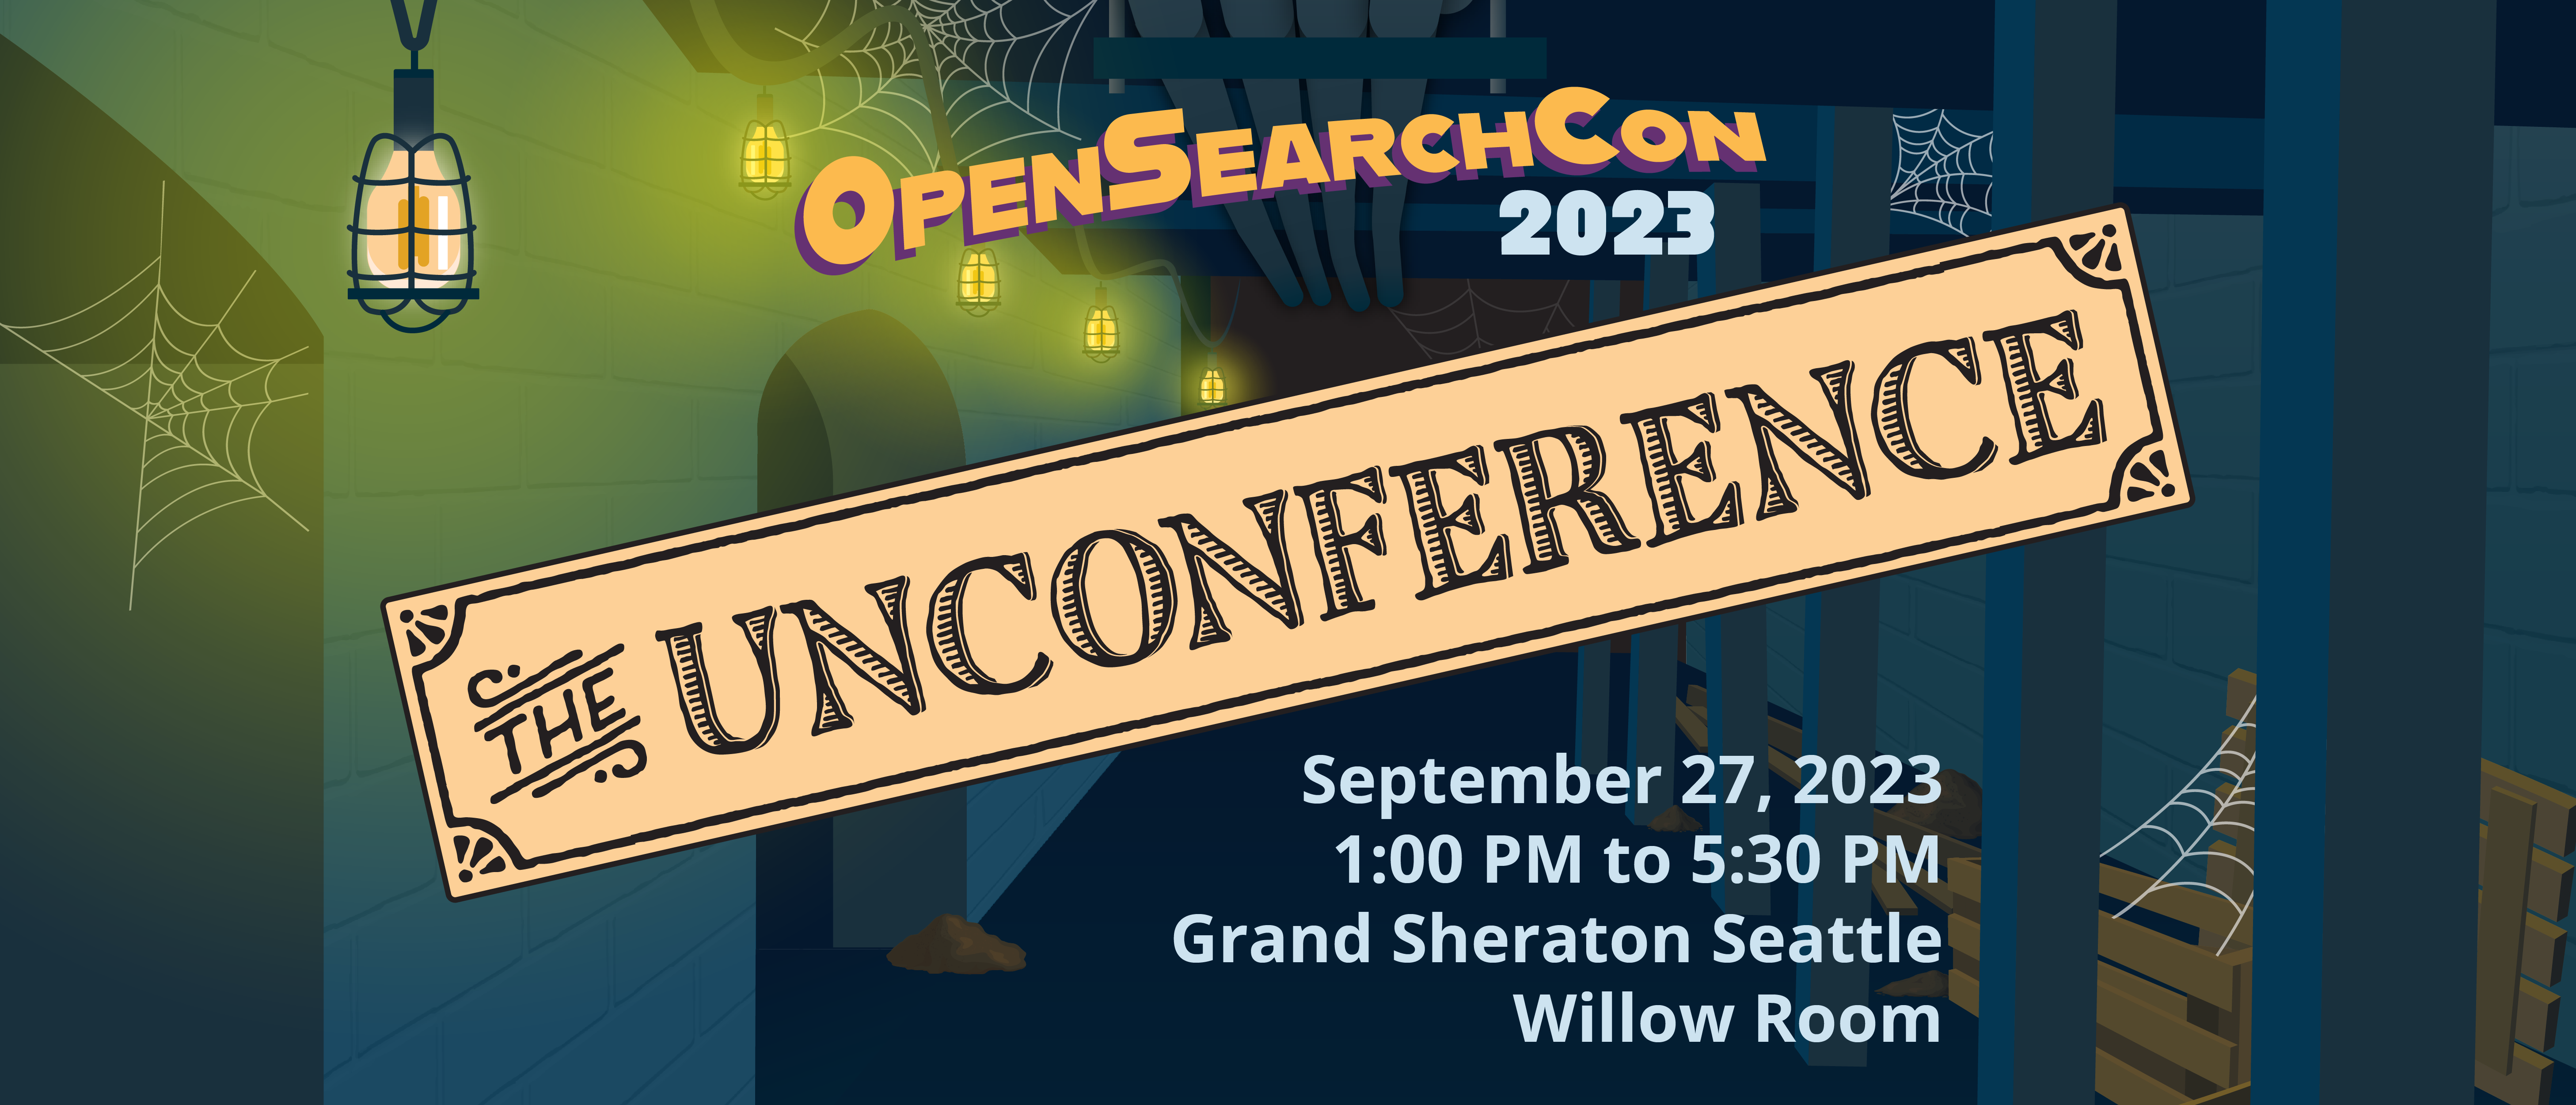 OPENSEARCHCON
2023
THE UNCONFERENCE
September 27, 2023
1:00 PM to 5:30 PM
Grand Sheraton Seattle
Willow Room